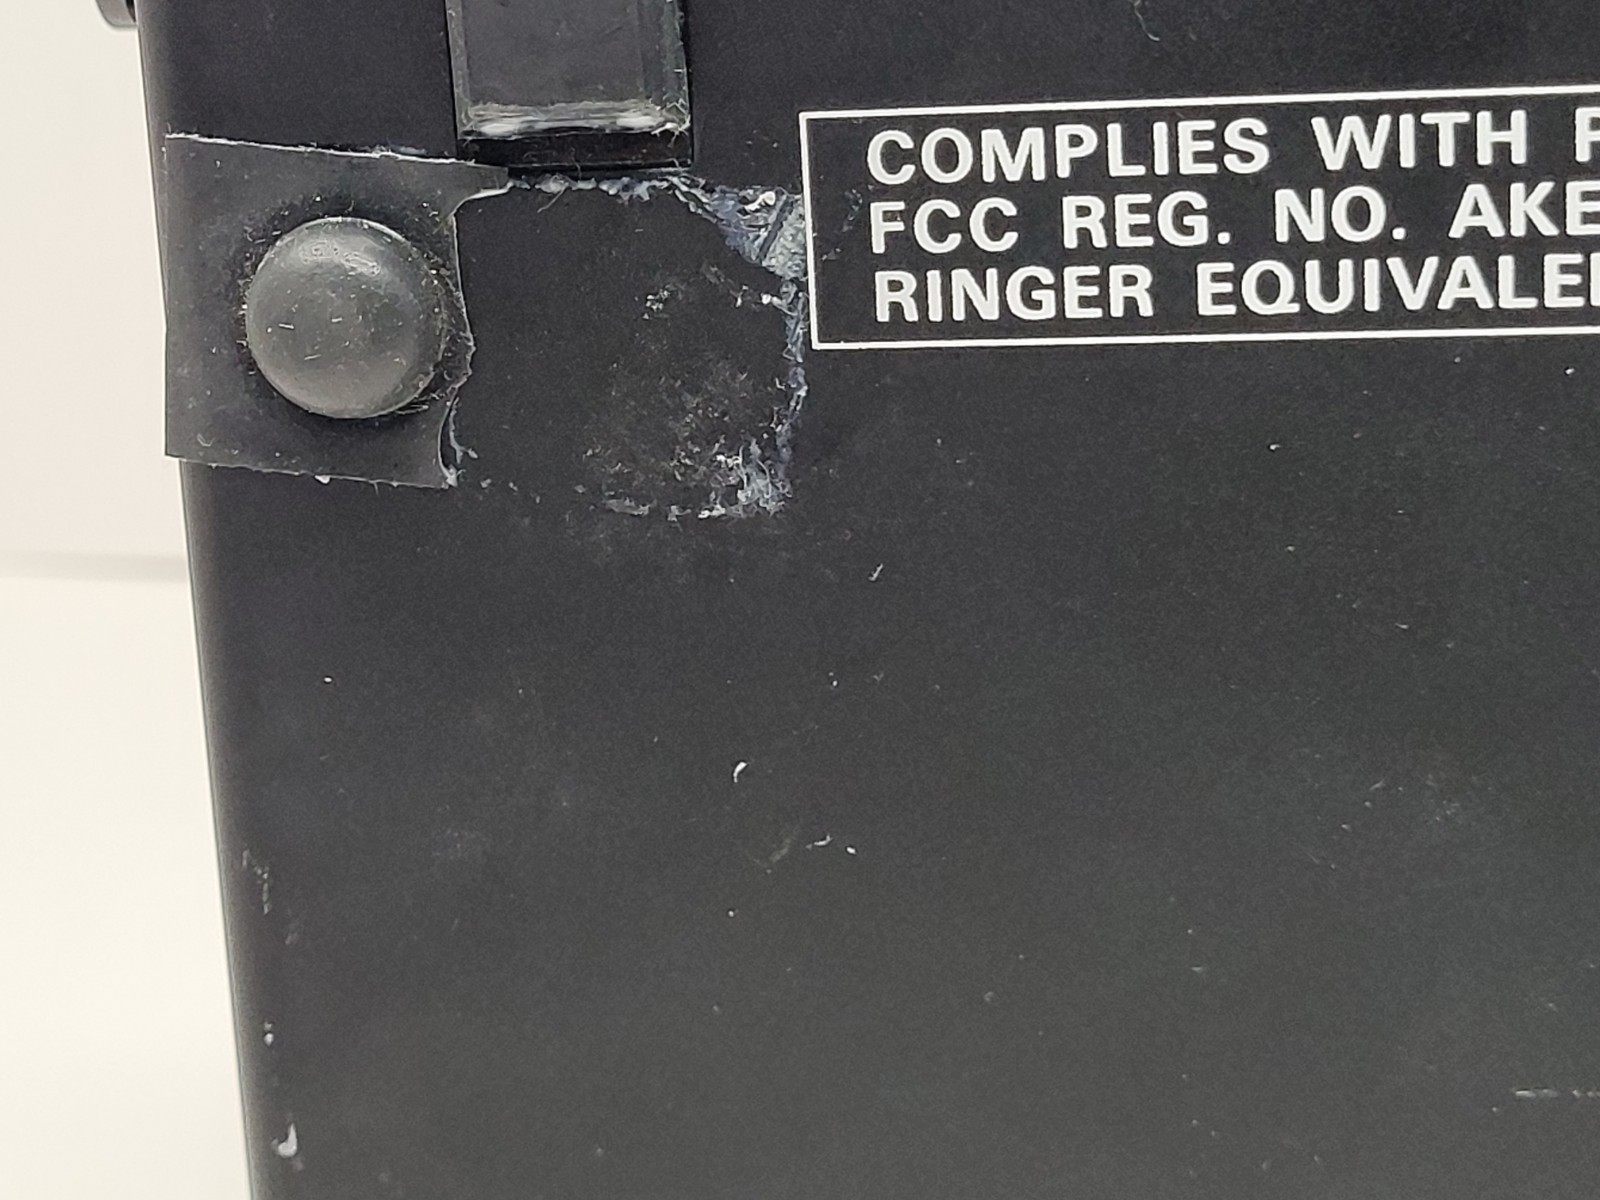 COMPLIES WITH P
FCC REG. NO. AKE
RINGER EQUIVALE